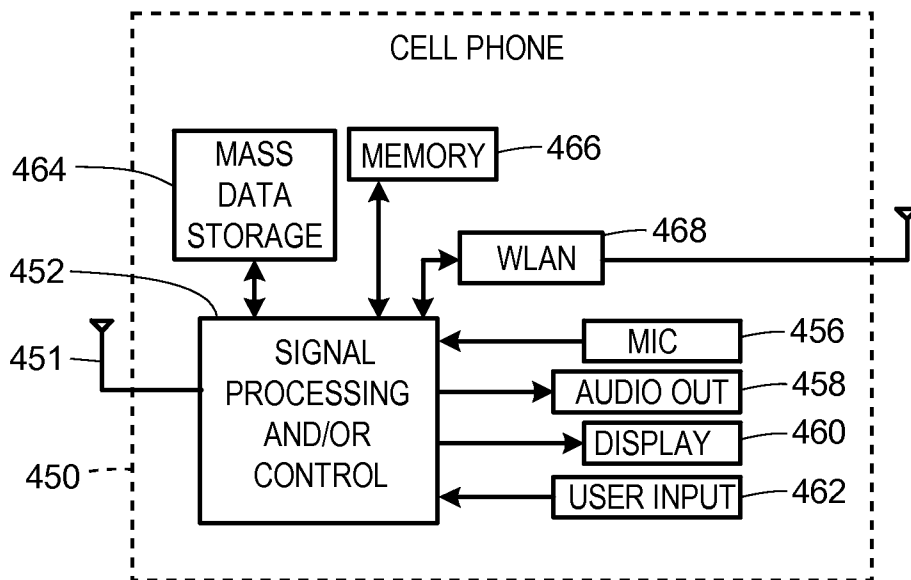 CELL PHONE
464
MASS
DATA
STORAGE
MEMORY
466
468
WLAN
452
451
SIGNAL
PROCESSING
AND/OR
CONTROL
MIC
456
AUDIO OUT
458
DISPLAY
460
450
USER INPUT
462